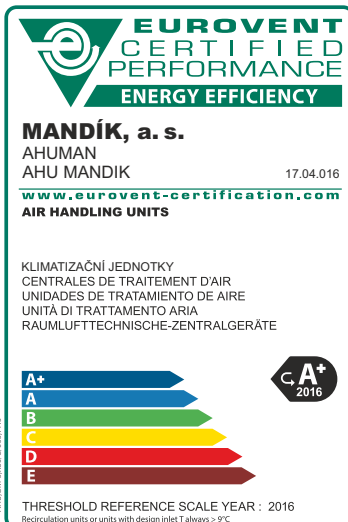 EUROVENT
CERTIFIED
PERFORMANCE
ENERGY EFFICIENCY
MANDÍK, a. s.
AHUMAN
AHU MANDIK 17.04.016
www.eurovent-certification.com
AIR HANDLING UNITS
KLIMATIZAČNÍ JEDNOTKY
CENTRALES DE TRAITEMENT D'AIR
UNIDADES DE TRATAMIENTO DE AIRE
UNITÀ DI TRATTAMENTO ARIA
RAUMLUFTTECHNISCHE-ZENTRALGERÄTE
A+
A
B
C
D
E
A+
2016
THRESHOLD REFERENCE SCALE YEAR : 2016
Recirculation units or units with design inlet T always > 9°C